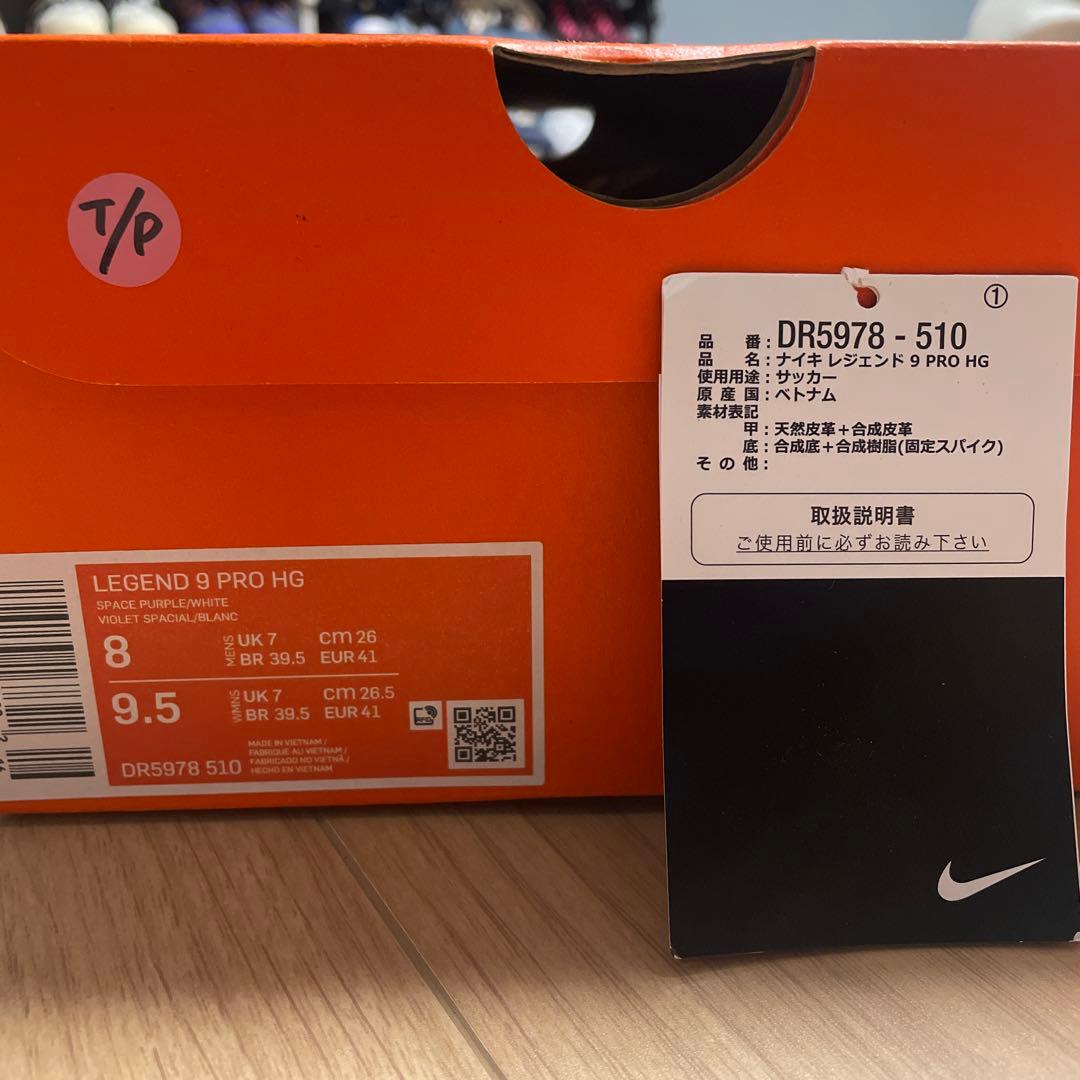 T/P
①
品 番 : DR5978 - 510
品 名 : ナイキ レジェンド 9 PRO HG
使用用途 : サッカー
原 産 国 : ベトナム
素材表記
甲 : 天然皮革＋合成皮革
底 : 合成底＋合成樹脂(固定スパイク)
そ の 他 :
取扱説明書
ご使用前に必ずお読み下さい
LEGEND 9 PRO HG
SPACE PURPLE/WHITE
VIOLET SPACIAL/BLANC
8 MENS UK 7 cm 26
BR 39.5 EUR 41
9.5 WMNS UK 7 cm 26.5
BR 39.5 EUR 41
MADE IN VIETNAM /
FABRIQUE AU VIETNAM /
FABRICADO NO VIETNÃ /
HECHO EN VIETNAM
DR5978 510